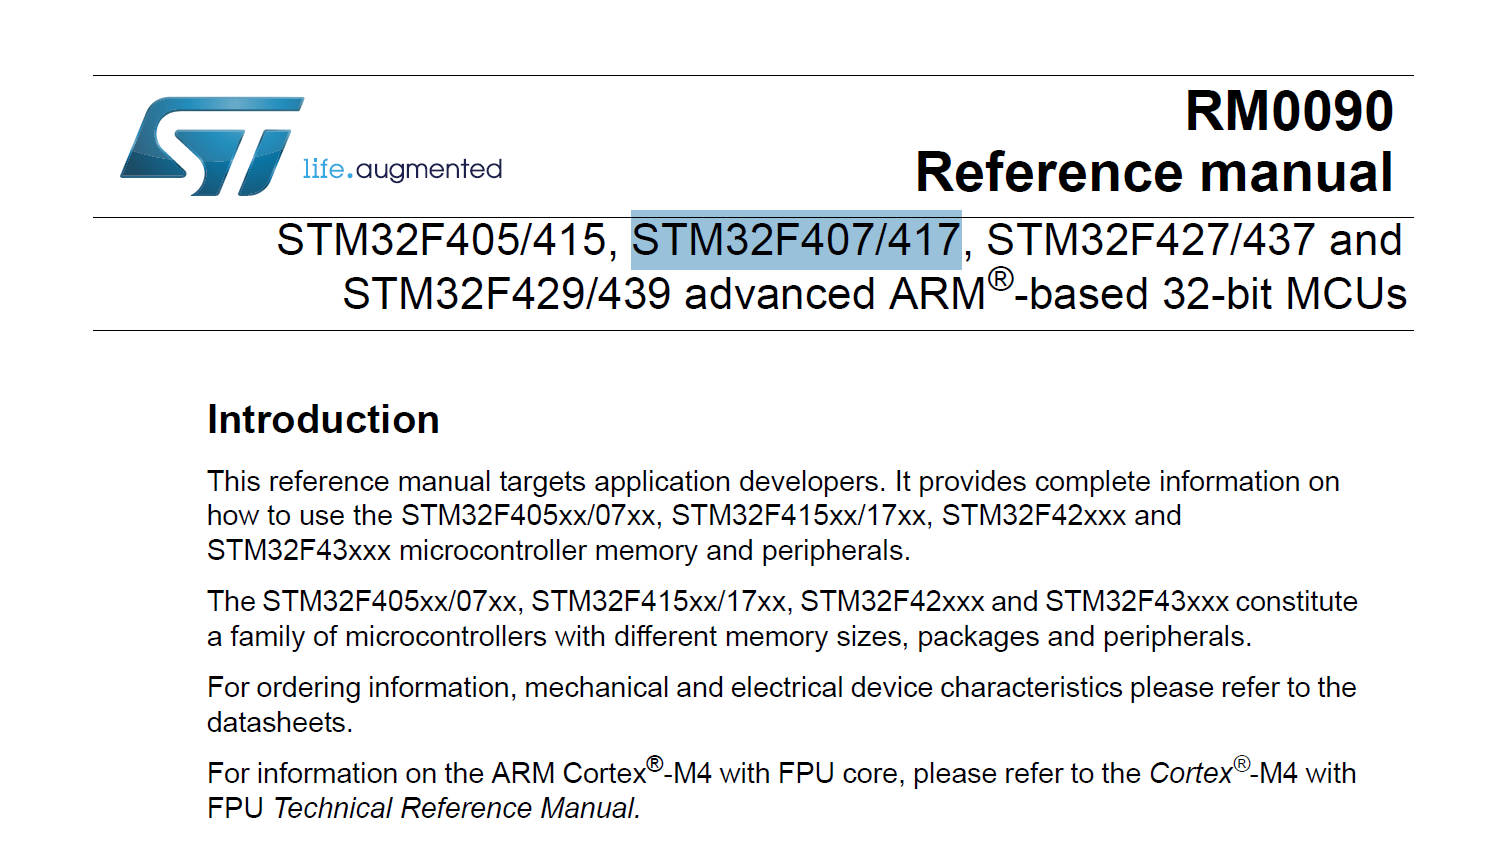 ST life.augmented
RM0090
Reference manual
STM32F405/415, STM32F407/417, STM32F427/437 and
STM32F429/439 advanced ARM®-based 32-bit MCUs
Introduction
This reference manual targets application developers. It provides complete information on
how to use the STM32F405xx/07xx, STM32F415xx/17xx, STM32F42xxx and
STM32F43xxx microcontroller memory and peripherals.
The STM32F405xx/07xx, STM32F415xx/17xx, STM32F42xxx and STM32F43xxx constitute
a family of microcontrollers with different memory sizes, packages and peripherals.
For ordering information, mechanical and electrical device characteristics please refer to the
datasheets.
For information on the ARM Cortex®-M4 with FPU core, please refer to the Cortex®-M4 with
FPU Technical Reference Manual.